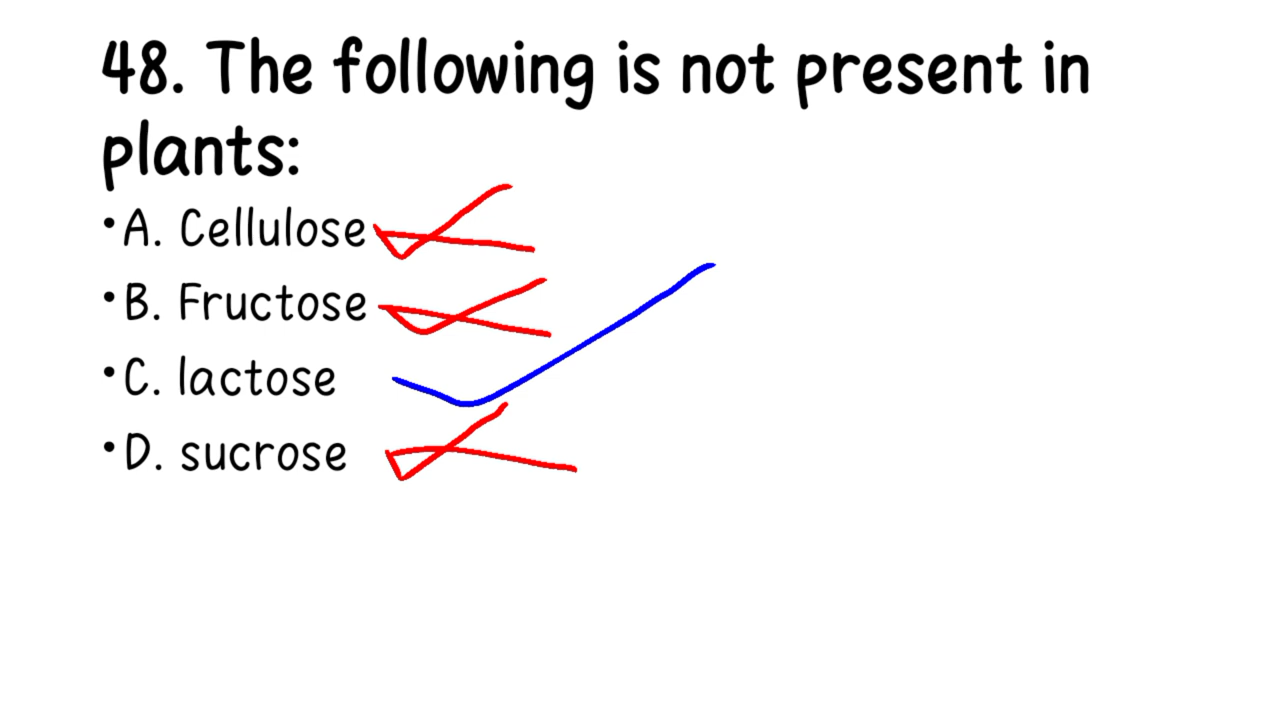 48. The following is not present in
plants:
•A. Cellulose
•B. Fructose
•C. lactose
•D. sucrose